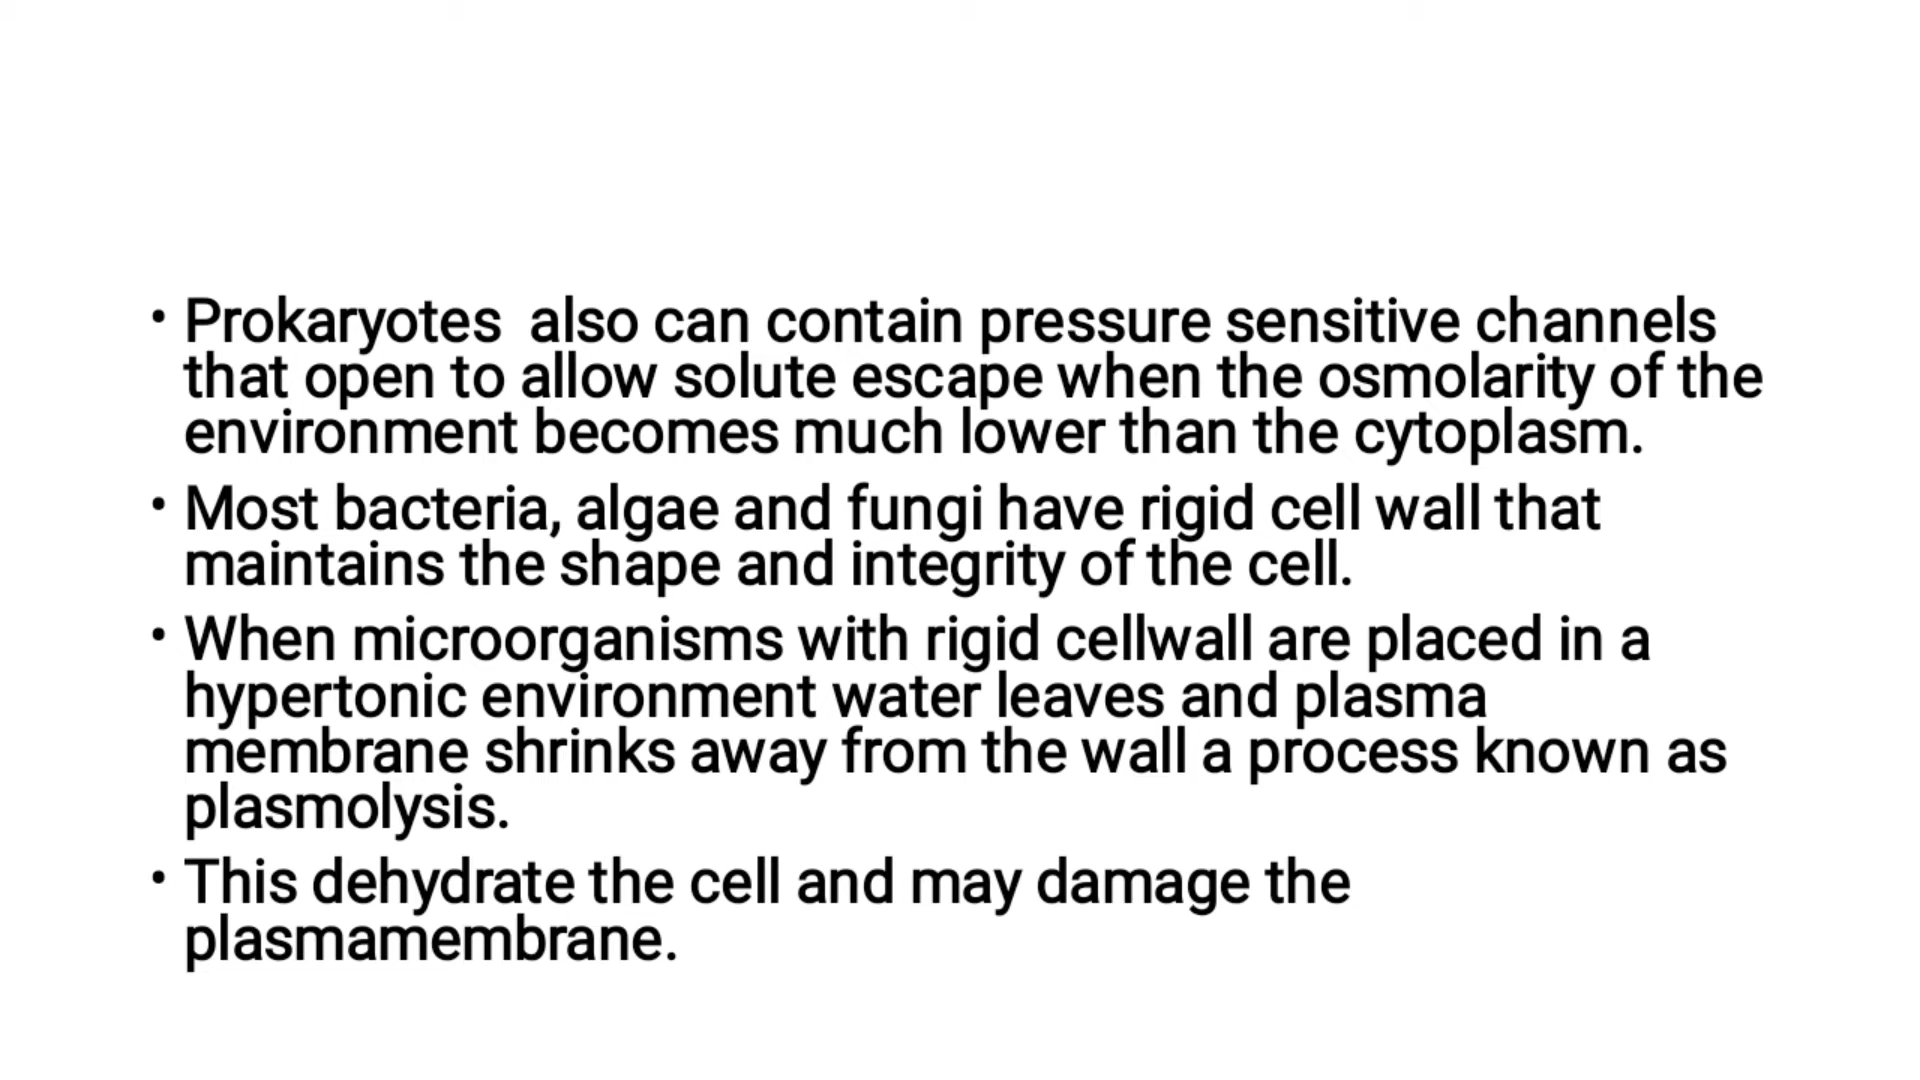 • Prokaryotes  also can contain pressure sensitive channels
that open to allow solute escape when the osmolarity of the
environment becomes much lower than the cytoplasm.
• Most bacteria, algae and fungi have rigid cell wall that
maintains the shape and integrity of the cell.
• When microorganisms with rigid cellwall are placed in a
hypertonic environment water leaves and plasma
membrane shrinks away from the wall a process known as
plasmolysis.
• This dehydrate the cell and may damage the
plasmamembrane.